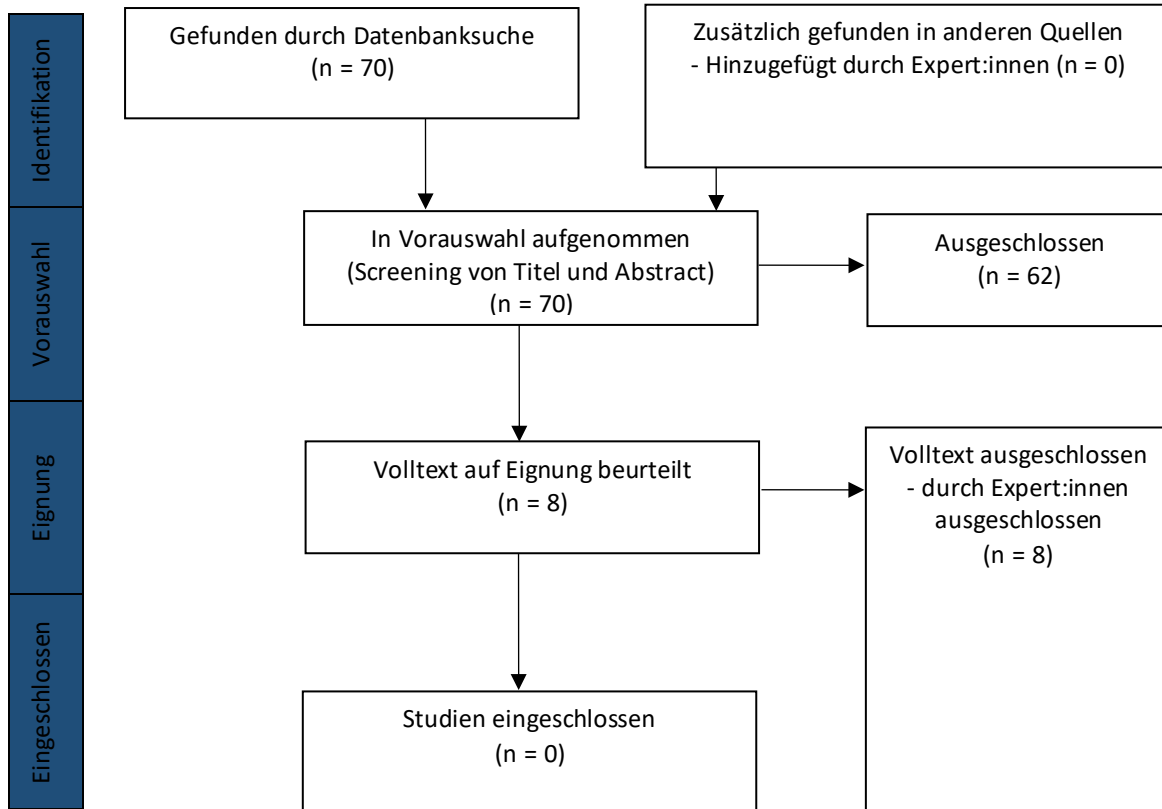 Identifikation
Gefunden durch Datenbanksuche
(n = 70)
Zusätzlich gefunden in anderen Quellen
- Hinzugefügt durch Expert:innen (n = 0)
Vorauswahl
In Vorauswahl aufgenommen
(Screening von Titel und Abstract)
(n = 70)
Ausgeschlossen
(n = 62)
Eignung
Volltext auf Eignung beurteilt
(n = 8)
Volltext ausgeschlossen
- durch Expert:innen
ausgeschlossen
(n = 8)
Eingeschlossen
Studien eingeschlossen
(n = 0)